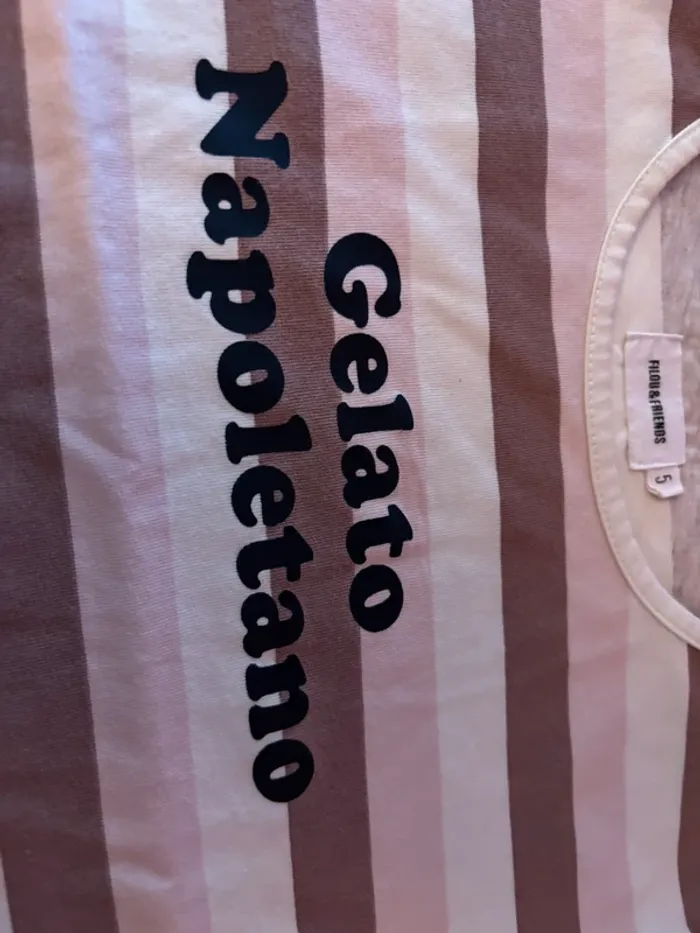 Gelato
Napoletano
FILOU & FRIENDS
5